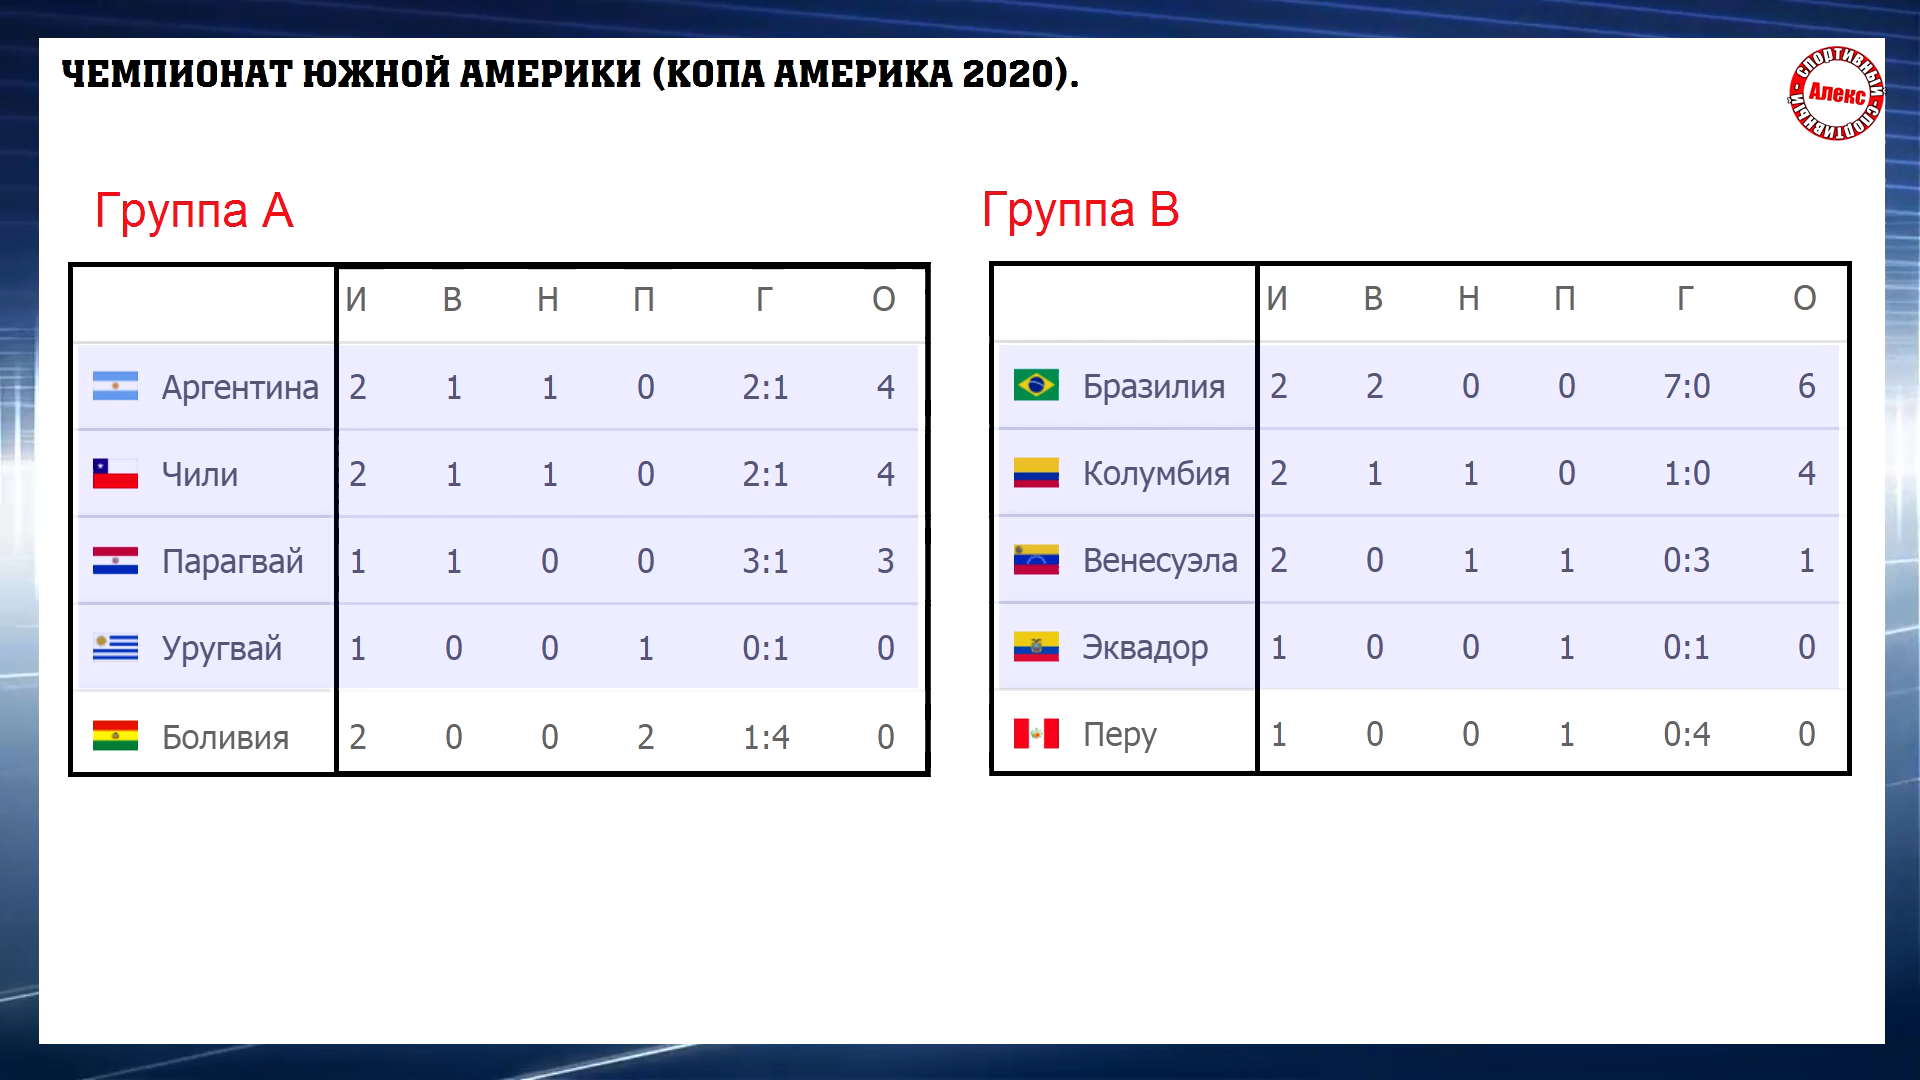 ЧЕМПИОНАТ ЮЖНОЙ АМЕРИКИ (КОПА АМЕРИКА 2020).
СПОРТИВНЫЙ - СПОРТИВНЫЙ -
Алекс
Группа А
И В Н П Г О
Аргентина 2 1 1 0 2:1 4
Чили 2 1 1 0 2:1 4
Парагвай 1 1 0 0 3:1 3
Уругвай 1 0 0 1 0:1 0
Боливия 2 0 0 2 1:4 0
Группа В
И В Н П Г О
Бразилия 2 2 0 0 7:0 6
Колумбия 2 1 1 0 1:0 4
Венесуэла 2 0 1 1 0:3 1
Эквадор 1 0 0 1 0:1 0
Перу 1 0 0 1 0:4 0